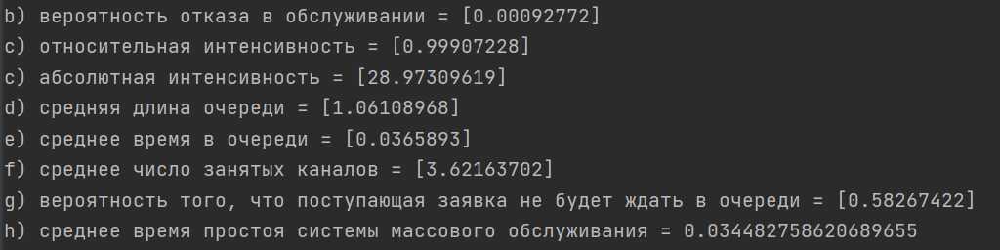 b) вероятность отказа в обслуживании = [0.00092772]
c) относительная интенсивность = [0.99907228]
c) абсолютная интенсивность = [28.97309619]
d) средняя длина очереди = [1.06108968]
e) среднее время в очереди = [0.0365893]
f) среднее число занятых каналов = [3.62163702]
g) вероятность того, что поступающая заявка не будет ждать в очереди = [0.58267422]
h) среднее время простоя системы массового обслуживания = 0.034482758620689655